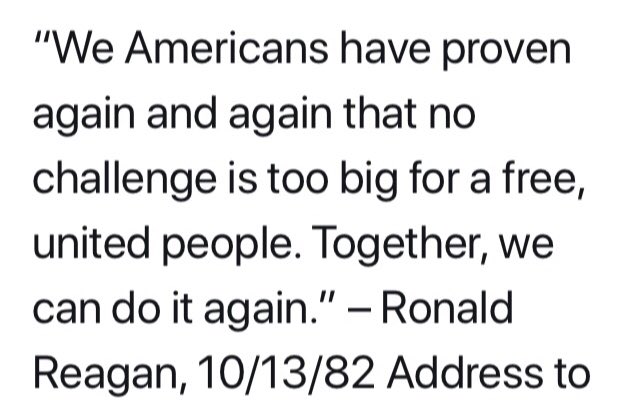 “We Americans have proven
again and again that no
challenge is too big for a free,
united people. Together, we
can do it again.” – Ronald
Reagan, 10/13/82 Address to